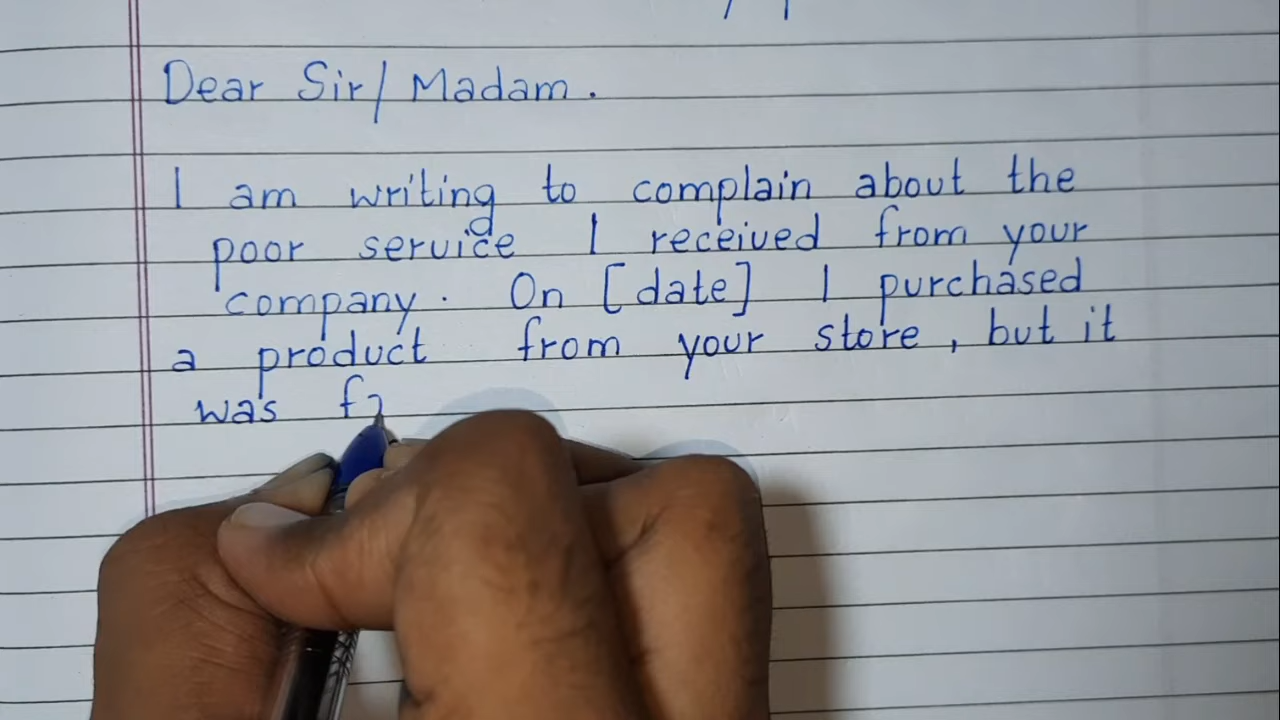 Dear Sir/ Madam.
I am writing to complain about the
poor service I received from your
company. On [date] I purchased
a product from your store, but it
was